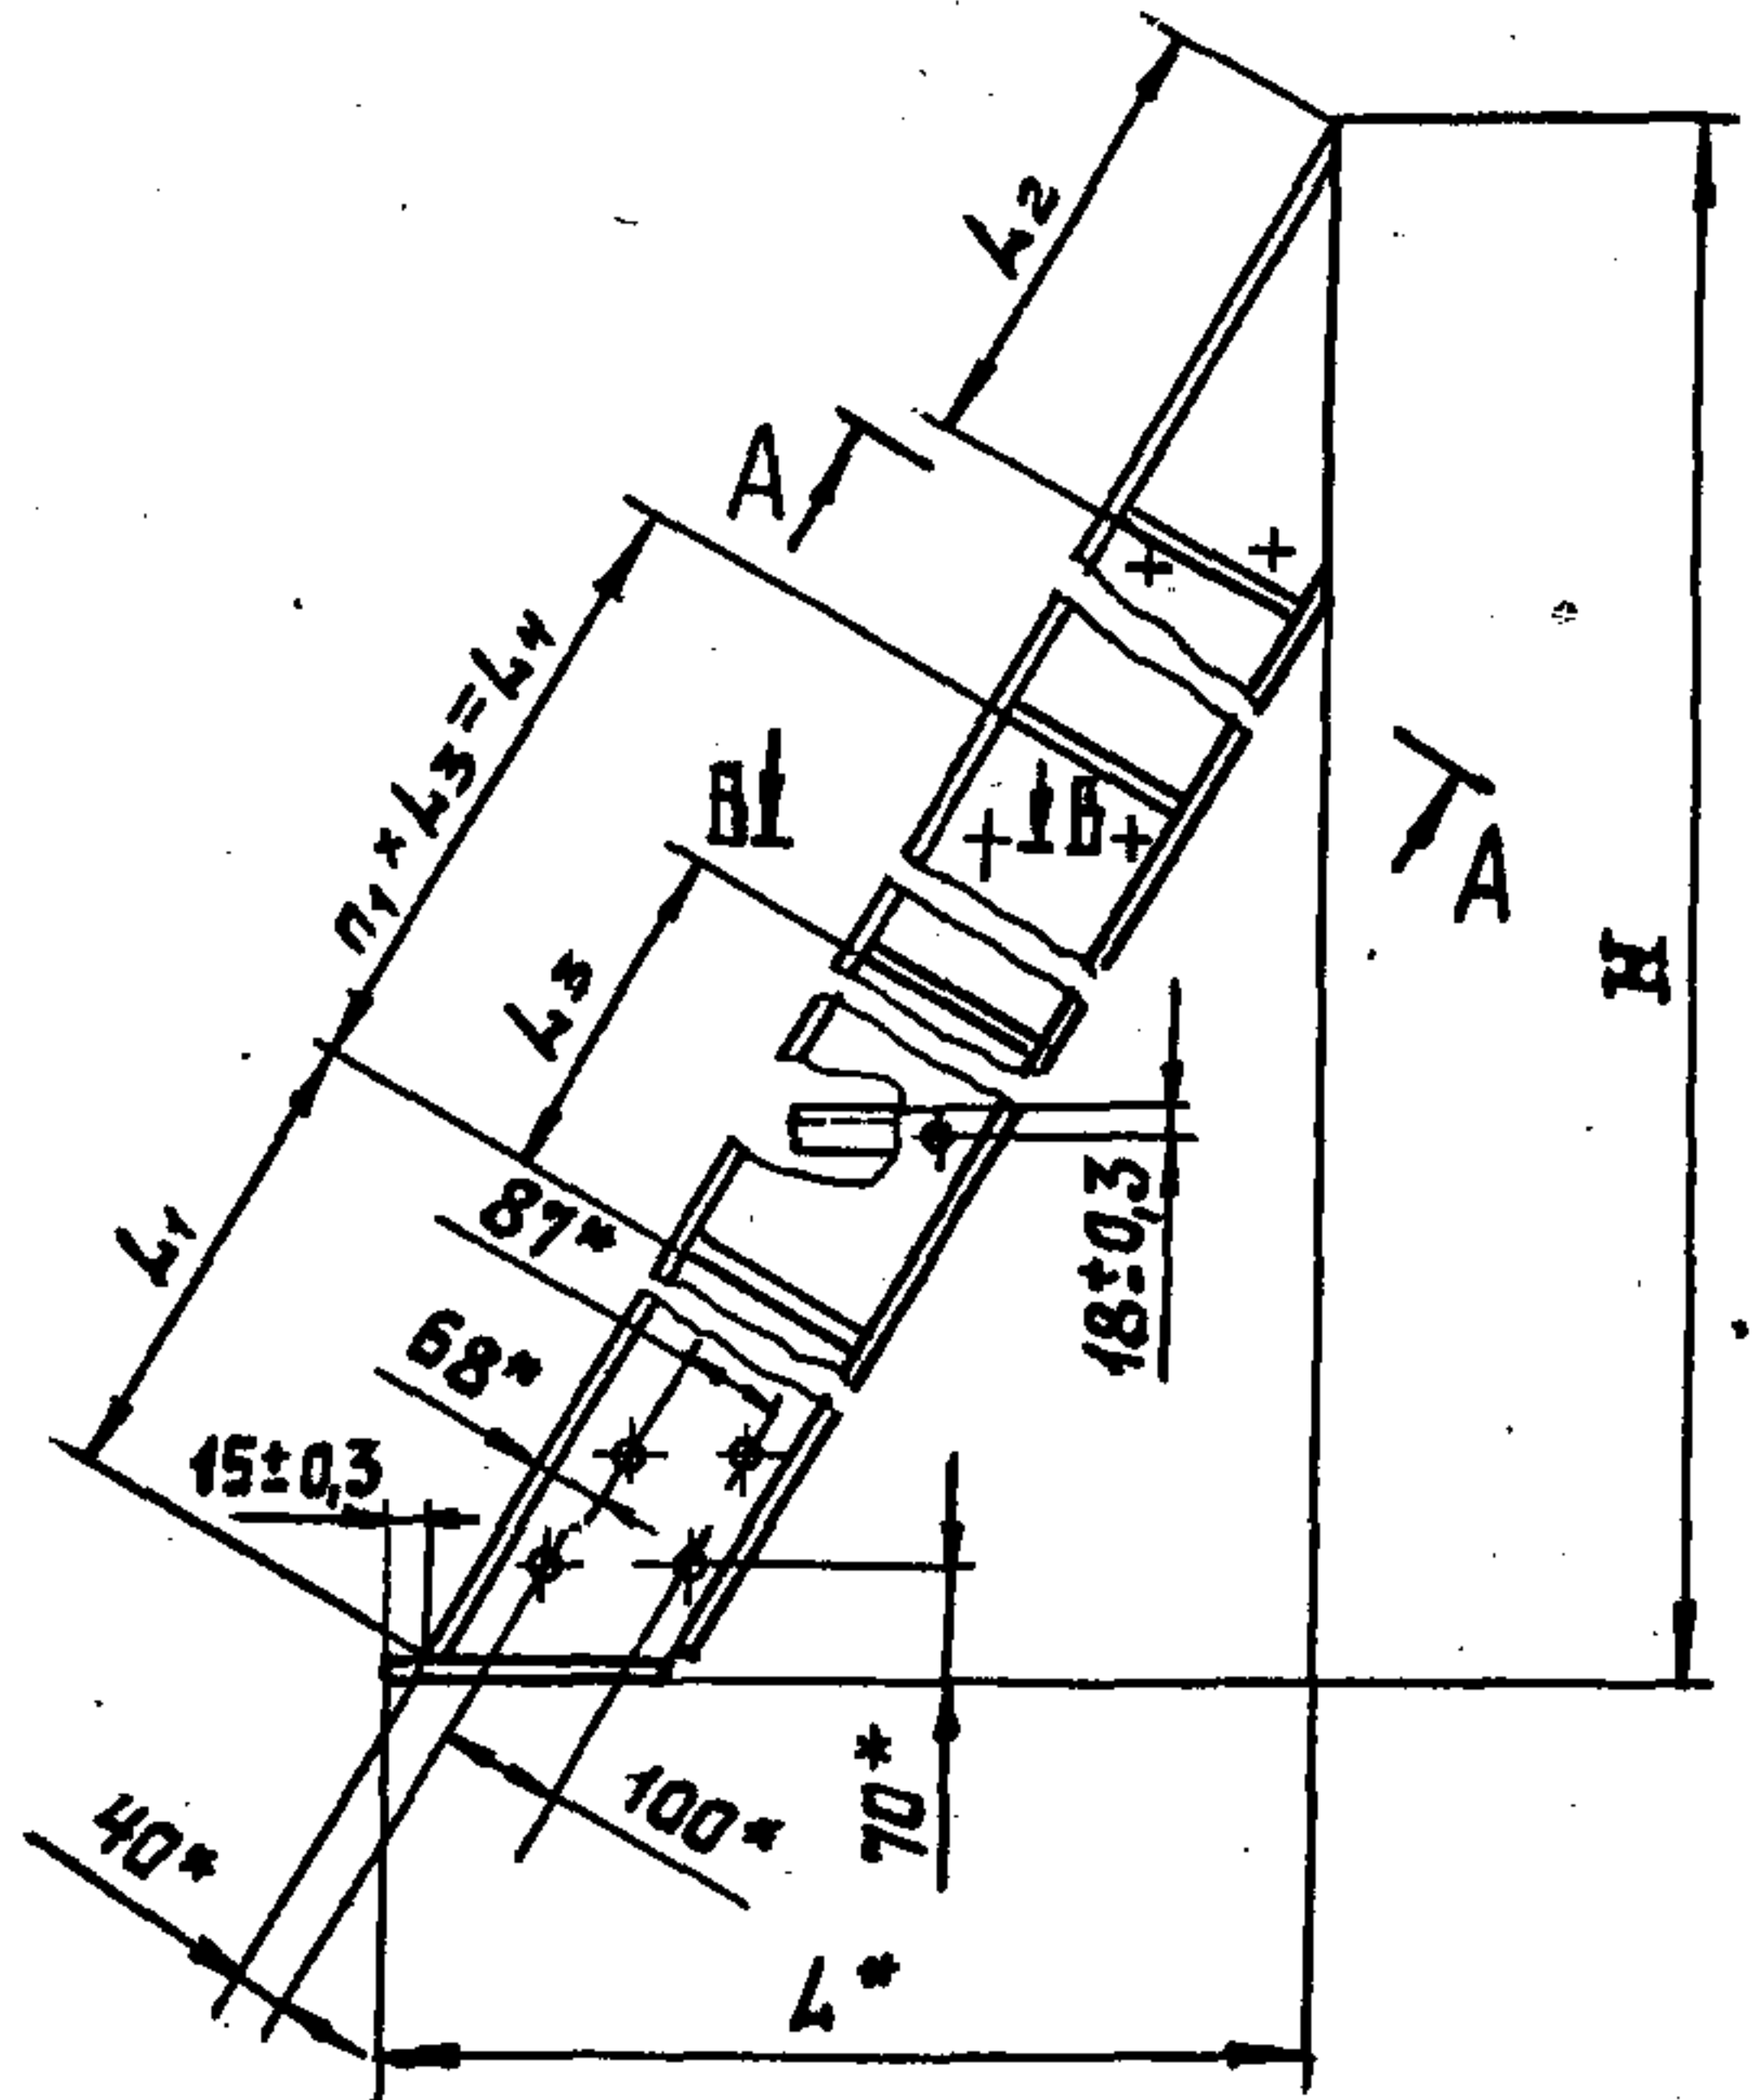 L2
A
n₁×L3=L4
Б
Б
A
L3
H
L1
87*
18±0,3
68*
15±0,3
70*
100*
40*
L*